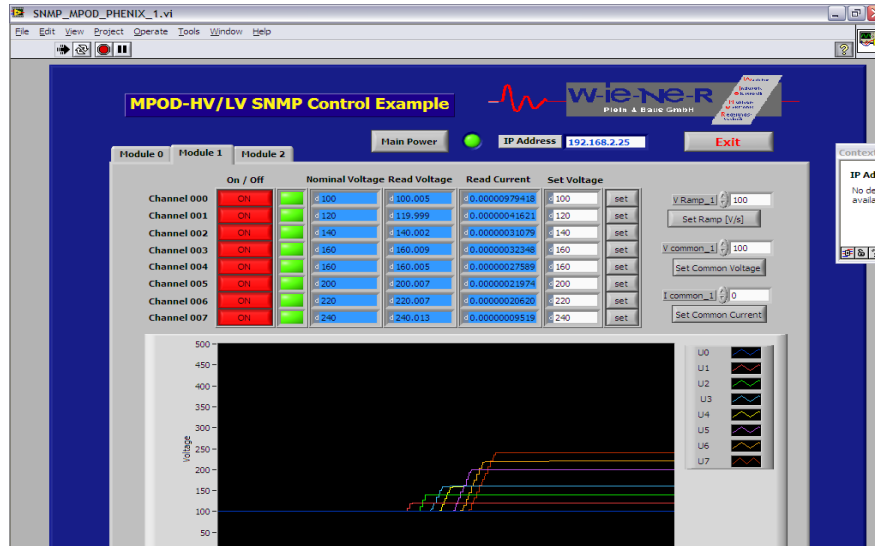 SNMP_MPOD_PHENIX_1.vi
File Edit View Project Operate Tools Window Help
MPOD-HV/LV SNMP Control Example
W-IE-NE-R
Plein & Baus GmbH
Main Power
IP Address 192.168.2.25
Exit
Module 0 Module 1 Module 2
On / Off Nominal Voltage Read Voltage Read Current Set Voltage
Channel 000 ON d 100 d 100.005 d 0.00000979418 d 100 set
Channel 001 ON d 120 d 119.999 d 0.00000041621 d 120 set
Channel 002 ON d 140 d 140.002 d 0.00000031079 d 140 set
Channel 003 ON d 160 d 160.009 d 0.00000032348 d 160 set
Channel 004 ON d 160 d 160.005 d 0.00000027589 d 160 set
Channel 005 ON d 200 d 200.007 d 0.00000021974 d 200 set
Channel 006 ON d 220 d 220.007 d 0.00000020620 d 220 set
Channel 007 ON d 240 d 240.013 d 0.00000009519 d 240 set
V Ramp_1 100
Set Ramp [V/s]
V common_1 100
Set Common Voltage
I common_1 0
Set Common Current
Context
IP Ad
No de
availa
Voltage
500
450
400
350
300
250
200
150
100
50
U0
U1
U2
U3
U4
U5
U6
U7